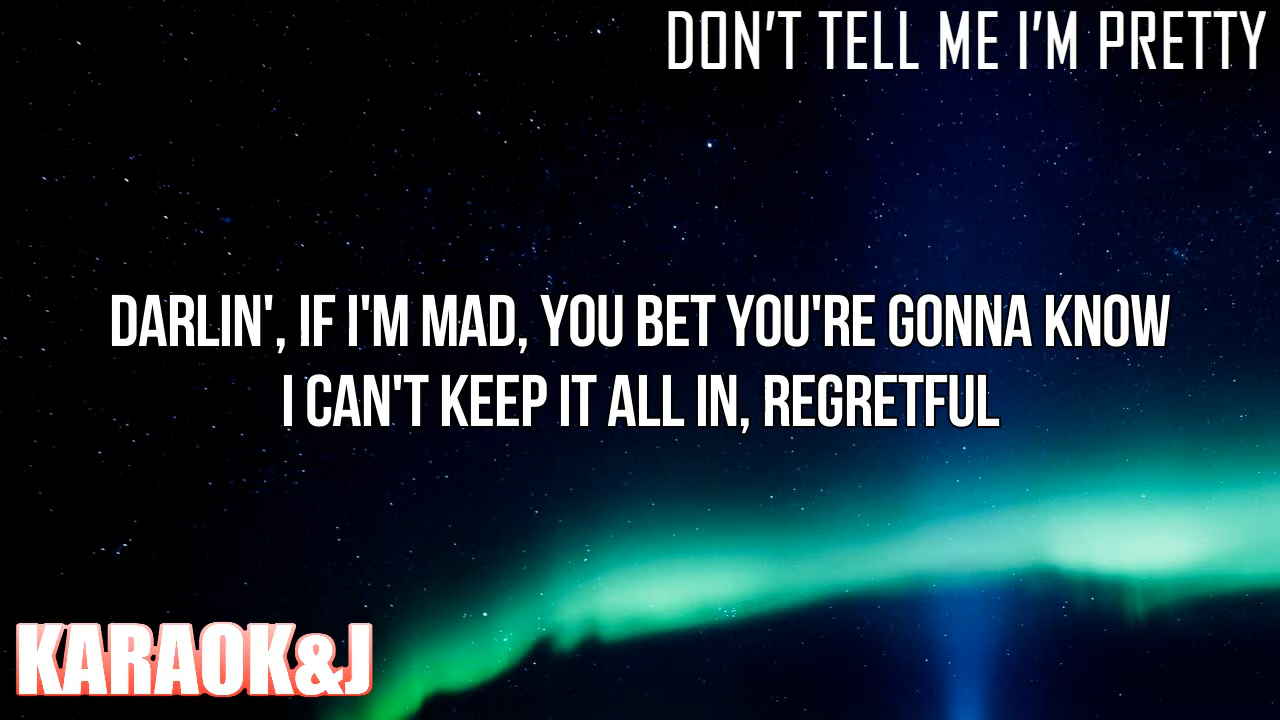 DON'T TELL ME I'M PRETTY
DARLIN', IF I'M MAD, YOU BET YOU'RE GONNA KNOW
I CAN'T KEEP IT ALL IN, REGRETFUL
KARAOK&J